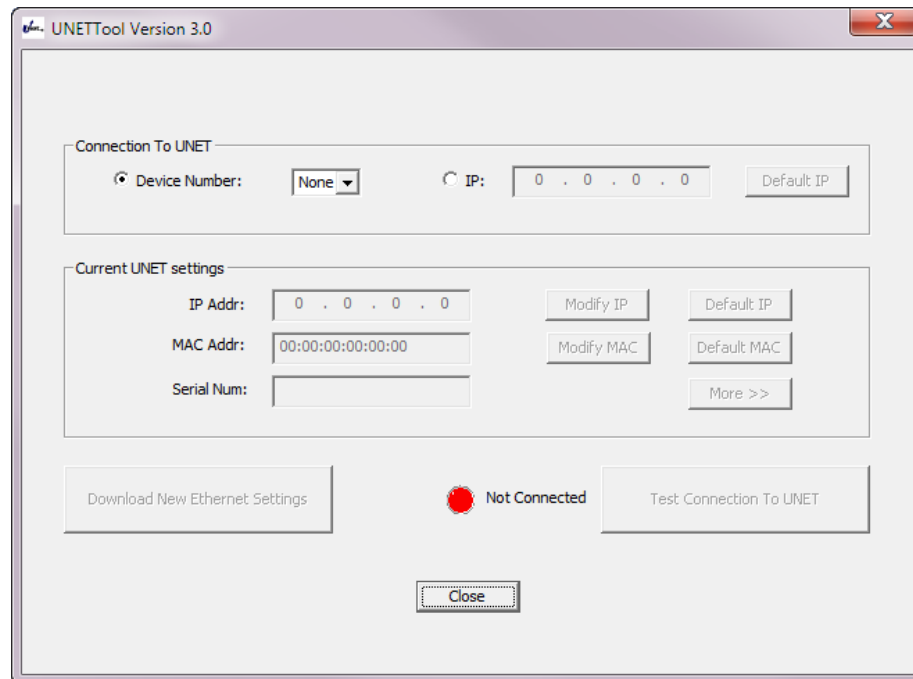 UNETTool Version 3.0
Connection To UNET
Device Number: None IP: 0 . 0 . 0 . 0 Default IP
Current UNET settings
IP Addr: 0 . 0 . 0 . 0 Modify IP Default IP
MAC Addr: 00:00:00:00:00:00 Modify MAC Default MAC
Serial Num: More >>
Download New Ethernet Settings Not Connected Test Connection To UNET
Close